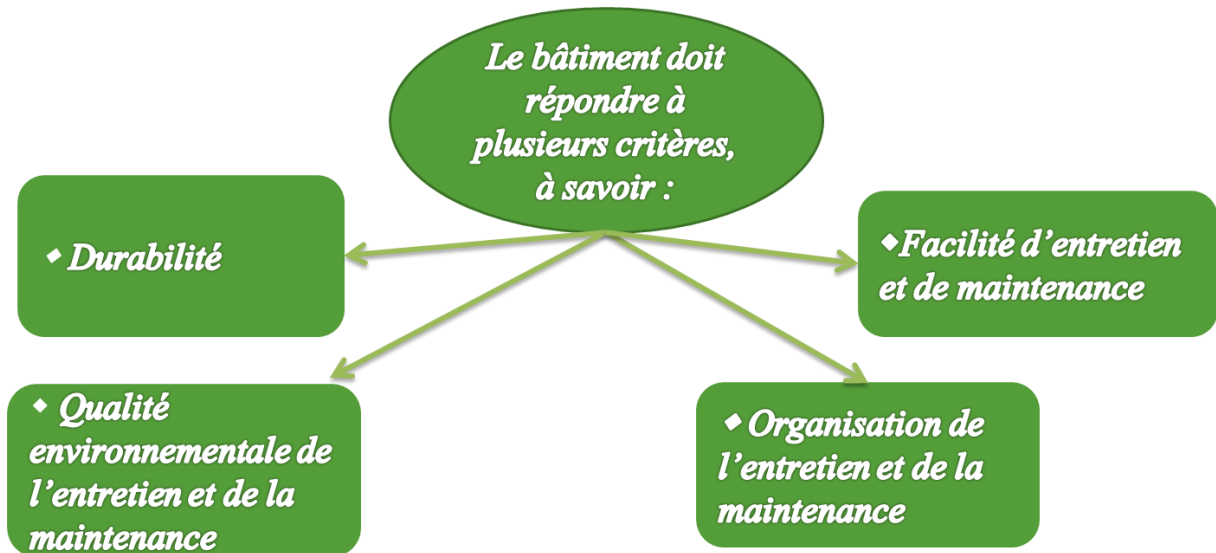 Le bâtiment doit
répondre à
plusieurs critères,
à savoir :
◆ Durabilité
◆Facilité d’entretien
et de maintenance
◆ Qualité
environnementale de
l’entretien et de la
maintenance
◆ Organisation de
l’entretien et de la
maintenance